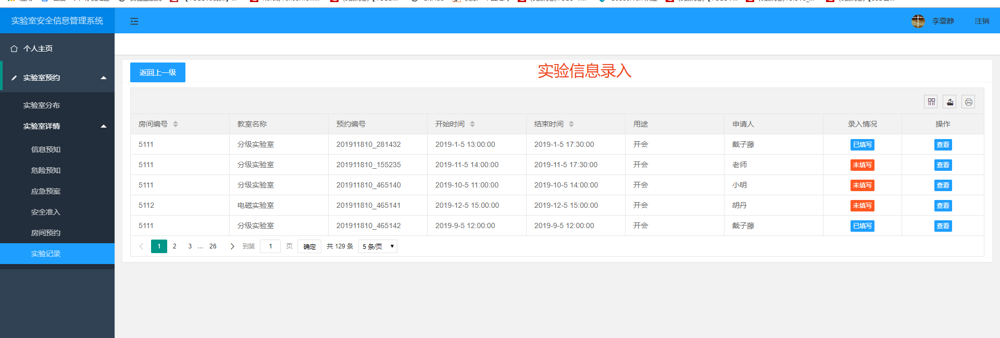 实验室安全信息管理系统
李霎静 注销
个人主页
实验室预约
实验室分布
实验室详情
信息预知
危险预知
应急预案
安全准入
房间预约
实验记录
返回上一级
实验信息录入
房间编号 教室名称 预约编号 开始时间 结束时间 用途 申请人 录入情况 操作
5111 分级实验室 201911810_281432 2019-1-5 13:00:00 2019-1-5 17:30:00 开会 戴子藤 已填写 查看
5111 分级实验室 201911810_155235 2019-11-5 14:00:00 2019-11-5 17:30:00 开会 老师 未填写 查看
5111 分级实验室 201911810_465140 2019-10-5 11:00:00 2019-10-5 14:00:00 开会 小明 未填写 查看
5112 电磁实验室 201911810_465141 2019-12-5 15:00:00 2019-12-5 15:00:00 开会 胡丹 未填写 查看
5111 分级实验室 201911810_465142 2019-9-5 12:00:00 2019-9-5 12:00:00 开会 戴子藤 已填写 查看
1 2 3 … 26 到第 1 页 确定 共 129 条 5 条/页